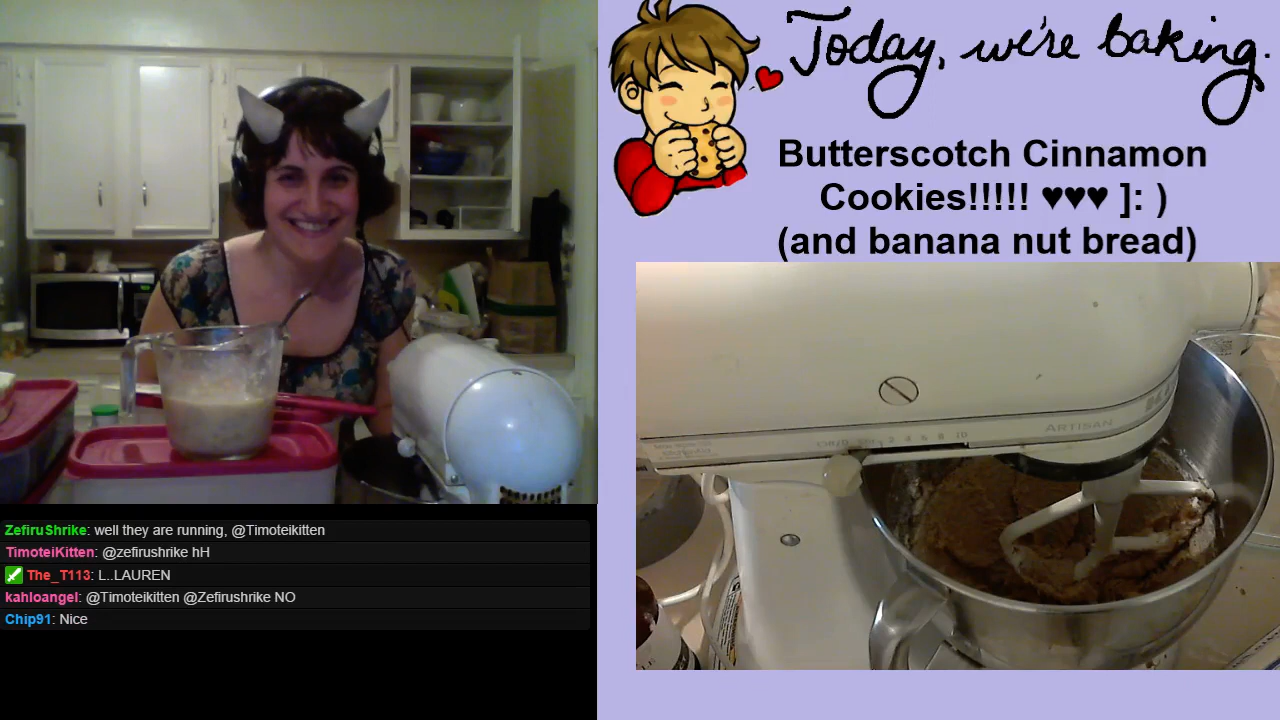 Today, we're baking.
Butterscotch Cinnamon
Cookies!!!!! ♥♥♥ ]: )
(and banana nut bread)
ARTISAN
ZefiruShrike: well they are running, @Timoteikitten
TimoteiKitten: @zefirushrike hH
The_T113: L..LAUREN
kahloangel: @Timoteikitten @Zefirushrike NO
Chip91: Nice